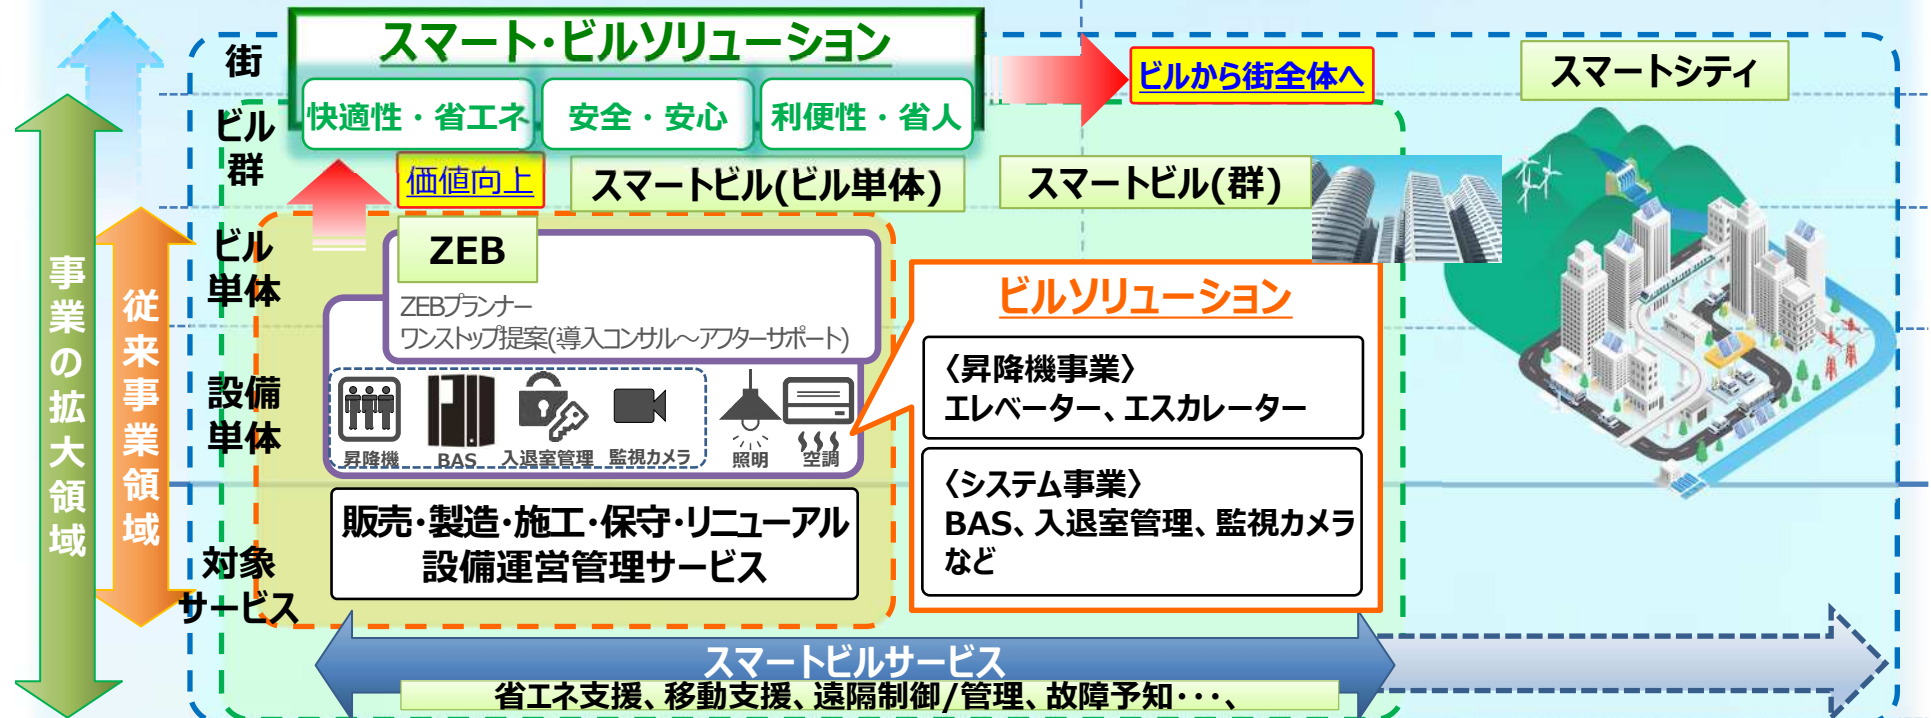 スマート・ビルソリューション
快適性・省エネ
安全・安心
利便性・省人
ビルから街全体へ
スマートシティ
街
ビル
群
ビル
単体
設備
単体
対象
サービス
事業の拡大領域
従来事業領域
価値向上
スマートビル(ビル単体)
スマートビル(群)
ZEB
ZEBプランナー
ワンストップ提案(導入コンサル～アフターサポート)
昇降機
BAS
入退室管理
監視カメラ
照明
空調
販売・製造・施工・保守・リニューアル
設備運営管理サービス
ビルソリューション
〈昇降機事業〉
エレベーター、エスカレーター
〈システム事業〉
BAS、入退室管理、監視カメラ
など
スマートビルサービス
省エネ支援、移動支援、遠隔制御/管理、故障予知・・・、